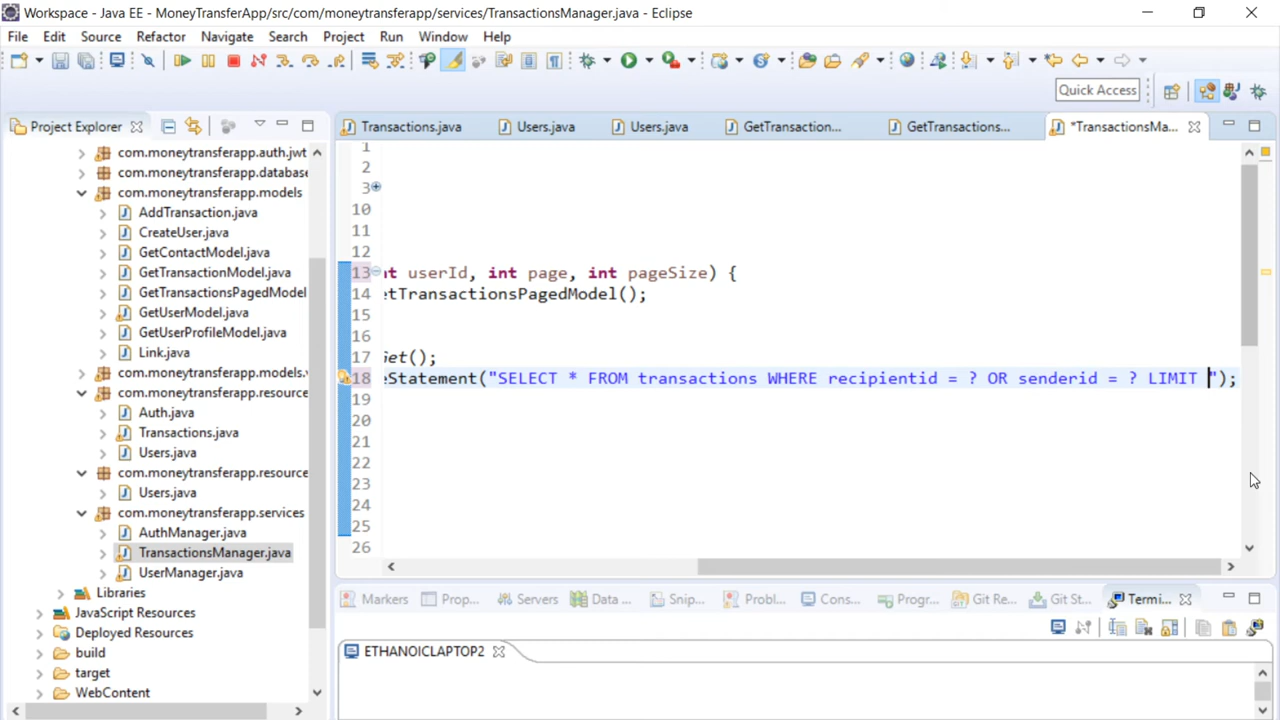 Workspace - Java EE - MoneyTransferApp/src/com/moneytransferapp/services/TransactionsManager.java - Eclipse
File Edit Source Refactor Navigate Search Project Run Window Help
Quick Access
Project Explorer
Transactions.java Users.java Users.java GetTransaction... GetTransactions... *TransactionsMa...
com.moneytransferapp.auth.jwt
com.moneytransferapp.database
com.moneytransferapp.models
AddTransaction.java
CreateUser.java
GetContactModel.java
GetTransactionModel.java
GetTransactionsPagedModel
GetUserModel.java
GetUserProfileModel.java
Link.java
com.moneytransferapp.models.v
com.moneytransferapp.resource
Auth.java
Transactions.java
Users.java
com.moneytransferapp.resource
Users.java
com.moneytransferapp.services
AuthManager.java
TransactionsManager.java
UserManager.java
Libraries
JavaScript Resources
Deployed Resources
build
target
WebContent
1
2
3
10
11
12
13 nt userId, int page, int pageSize) {
14 etTransactionsPagedModel();
15
16
17 Get();
18 eStatement("SELECT * FROM transactions WHERE recipientid = ? OR senderid = ? LIMIT ");
19
20
21
22
23
24
25
26
Markers Prop... Servers Data ... Snip... Probl... Cons... Progr... Git Re... Git St... Termi...
ETHANOICLAPTOP2